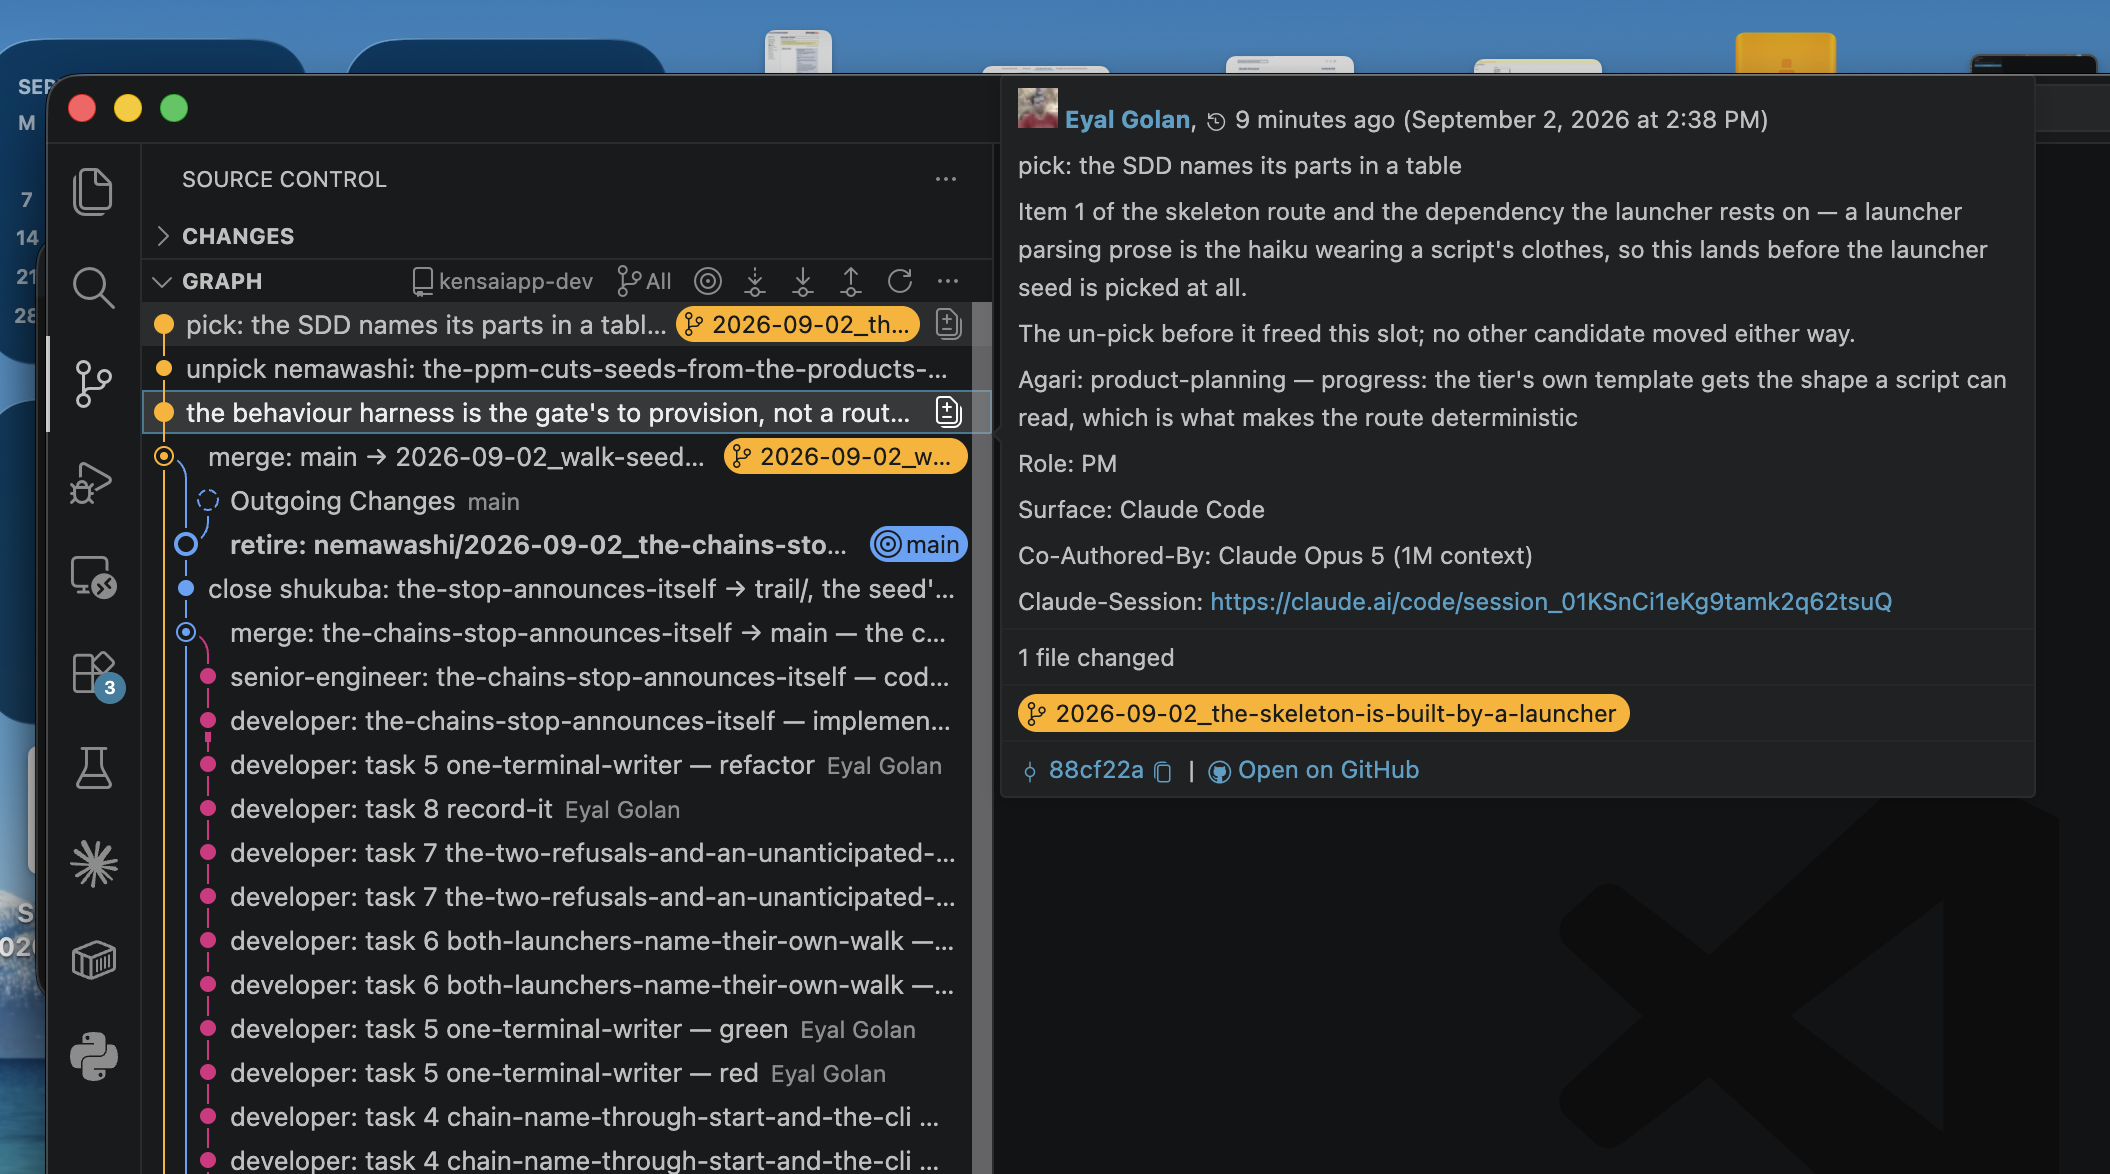 SEP
M
7
14
21
28
S
SOURCE CONTROL
CHANGES
GRAPH
kensaiapp-dev
All
pick: the SDD names its parts in a tabl...
2026-09-02_th...
unpick nemawashi: the-ppm-cuts-seeds-from-the-products-...
the behaviour harness is the gate's to provision, not a rout...
merge: main → 2026-09-02_walk-seed...
2026-09-02_w...
Outgoing Changes main
retire: nemawashi/2026-09-02_the-chains-sto...
main
close shukuba: the-stop-announces-itself → trail/, the seed'...
merge: the-chains-stop-announces-itself → main — the c...
senior-engineer: the-chains-stop-announces-itself — cod...
3
developer: the-chains-stop-announces-itself — implemen...
developer: task 5 one-terminal-writer — refactor Eyal Golan
developer: task 8 record-it Eyal Golan
developer: task 7 the-two-refusals-and-an-unanticipated-...
developer: task 7 the-two-refusals-and-an-unanticipated-...
developer: task 6 both-launchers-name-their-own-walk —...
developer: task 6 both-launchers-name-their-own-walk —...
developer: task 5 one-terminal-writer — green Eyal Golan
developer: task 5 one-terminal-writer — red Eyal Golan
developer: task 4 chain-name-through-start-and-the-cli ...
developer: task 4 chain-name-through-start-and-the-cli ...
Eyal Golan, 9 minutes ago (September 2, 2026 at 2:38 PM)
pick: the SDD names its parts in a table
Item 1 of the skeleton route and the dependency the launcher rests on — a launcher
parsing prose is the haiku wearing a script's clothes, so this lands before the launcher
seed is picked at all.
The un-pick before it freed this slot; no other candidate moved either way.
Agari: product-planning — progress: the tier's own template gets the shape a script can
read, which is what makes the route deterministic
Role: PM
Surface: Claude Code
Co-Authored-By: Claude Opus 5 (1M context)
Claude-Session: https://claude.ai/code/session_01KSnCi1eKg9tamk2q62tsuQ
1 file changed
2026-09-02_the-skeleton-is-built-by-a-launcher
88cf22a | Open on GitHub